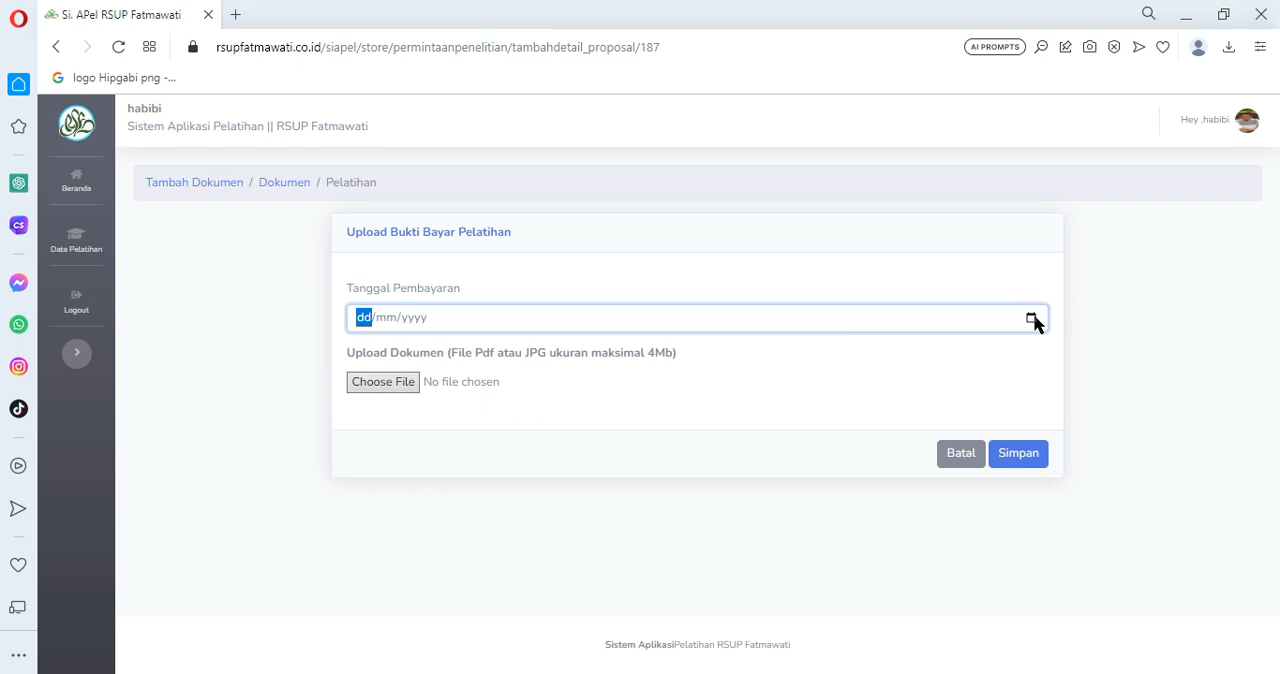 Si. APel RSUP Fatmawati
rsupfatmawati.co.id/siapel/store/permintaanpenelitian/tambahdetail_proposal/187
AI PROMPTS
logo Hipgabi png -...
habibi
Sistem Aplikasi Pelatihan || RSUP Fatmawati
Hey ,habibi
Beranda
Data Pelatihan
Logout
CS
Tambah Dokumen / Dokumen / Pelatihan
Upload Bukti Bayar Pelatihan
Tanggal Pembayaran
dd/mm/yyyy
Upload Dokumen (File Pdf atau JPG ukuran maksimal 4Mb)
Choose File No file chosen
Batal Simpan
Sistem AplikasiPelatihan RSUP Fatmawati